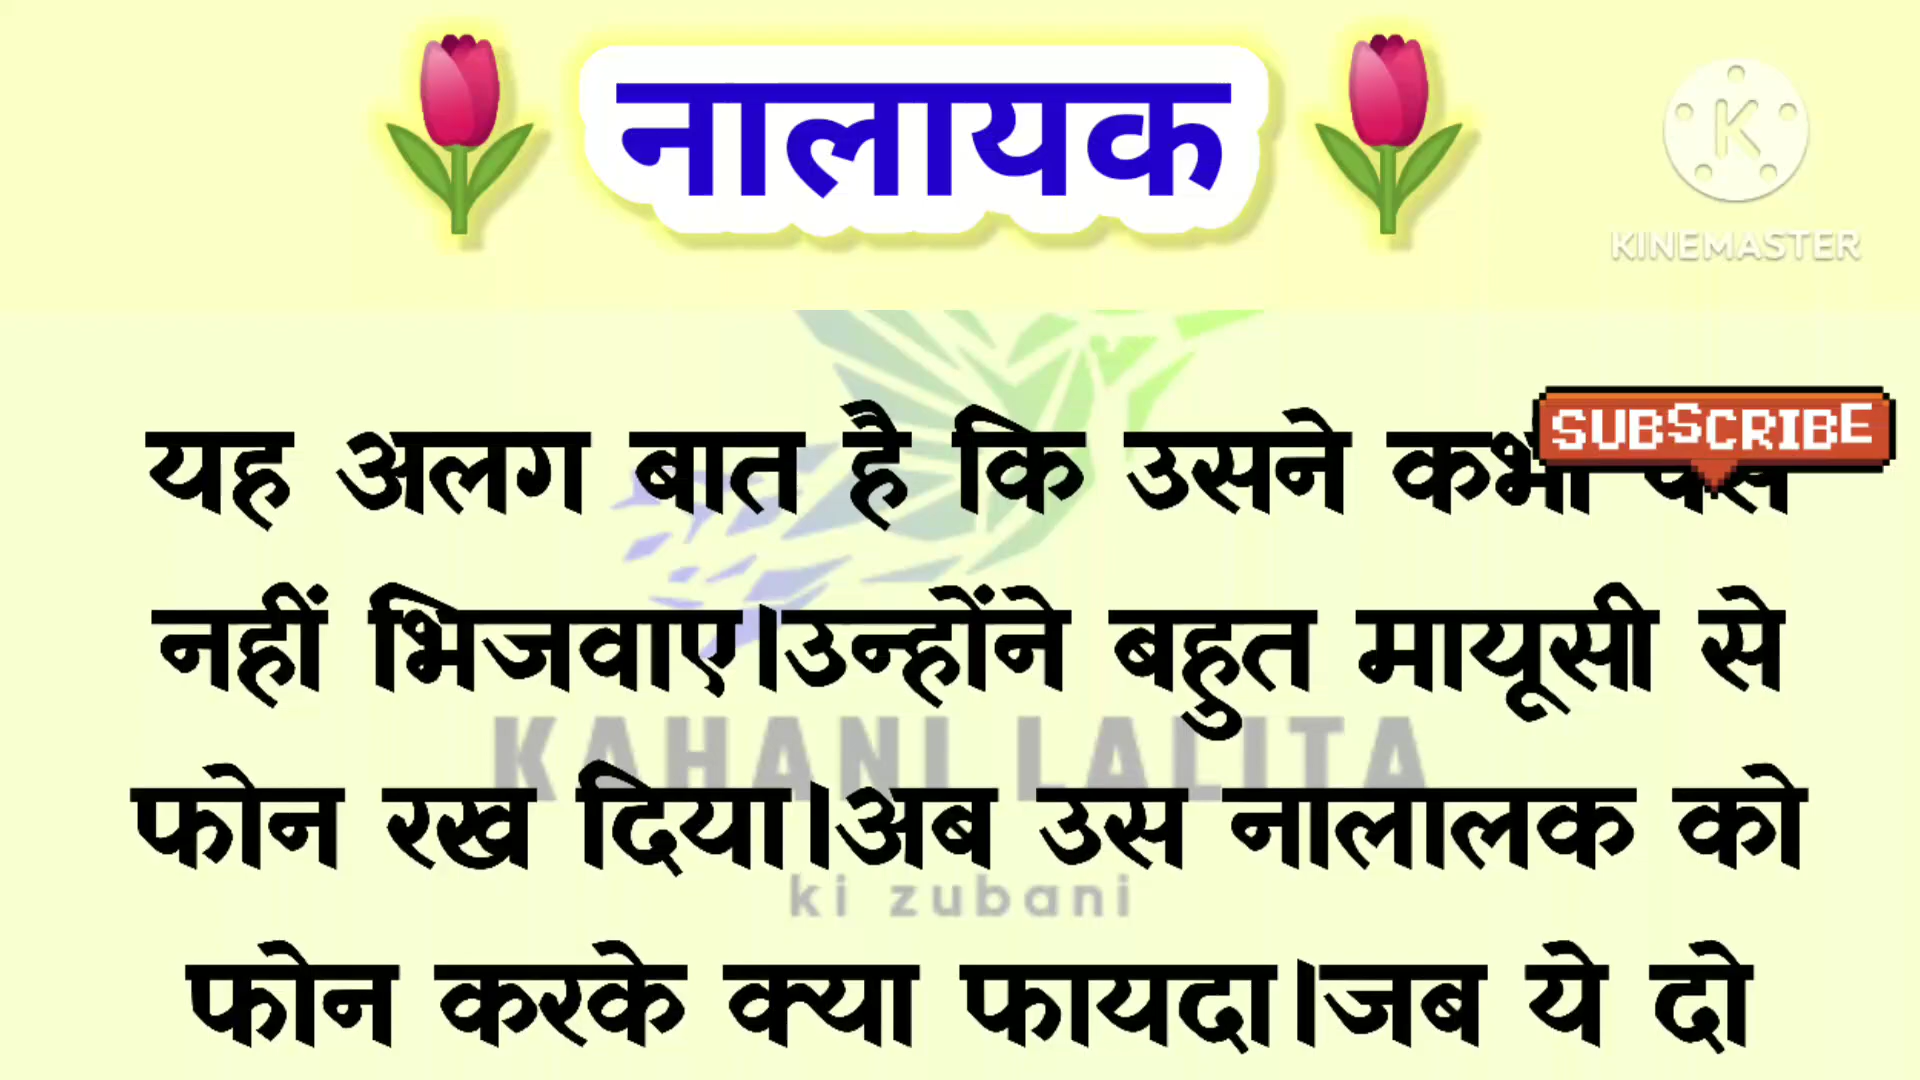 नालायक
KINEMASTER
SUBSCRIBE
यह अलग बात है कि उसने
नहीं भिजवाए।उन्होंने बहुत मायूसी से
KAHANI LALITA
फोन रख दिया।अब उस नालालक को
ki zubani
फोन करके क्या फायदा।जब ये दो